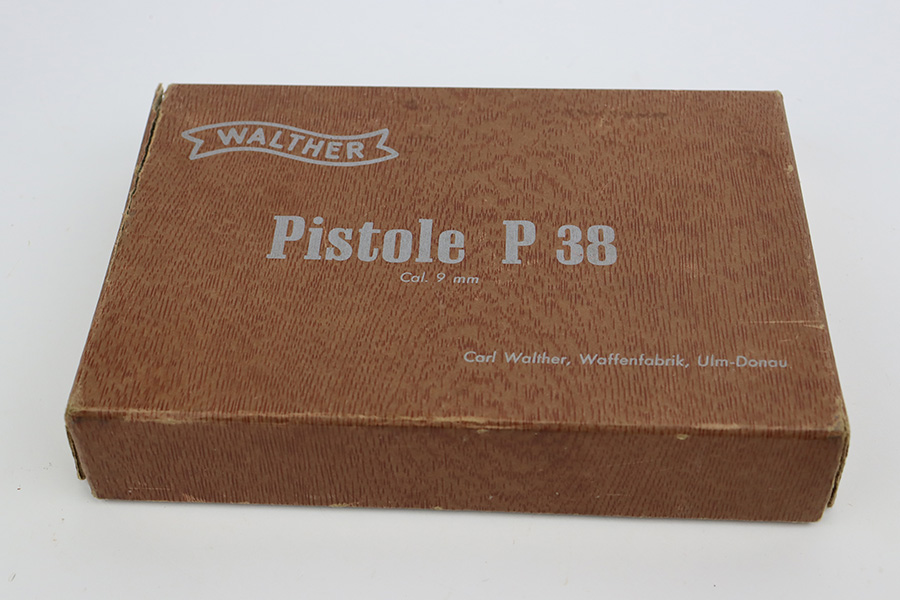 WALTHER
Pistole P 38
Cal. 9 mm
Carl Walther, Waffenfabrik, Ulm-Donau